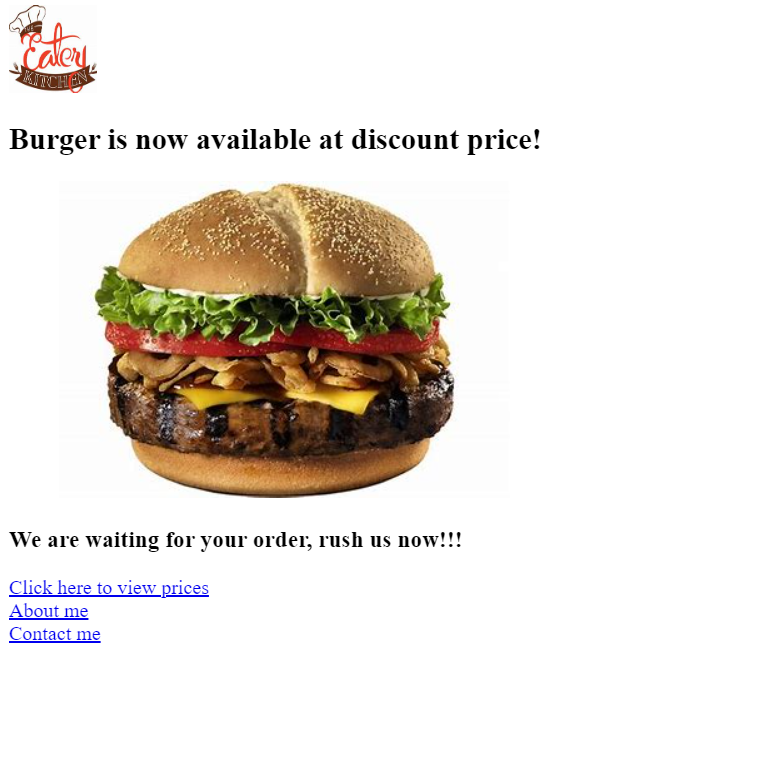 THE
Eatery
KITCHEN
Burger is now available at discount price!
We are waiting for your order, rush us now!!!
Click here to view prices
About me
Contact me